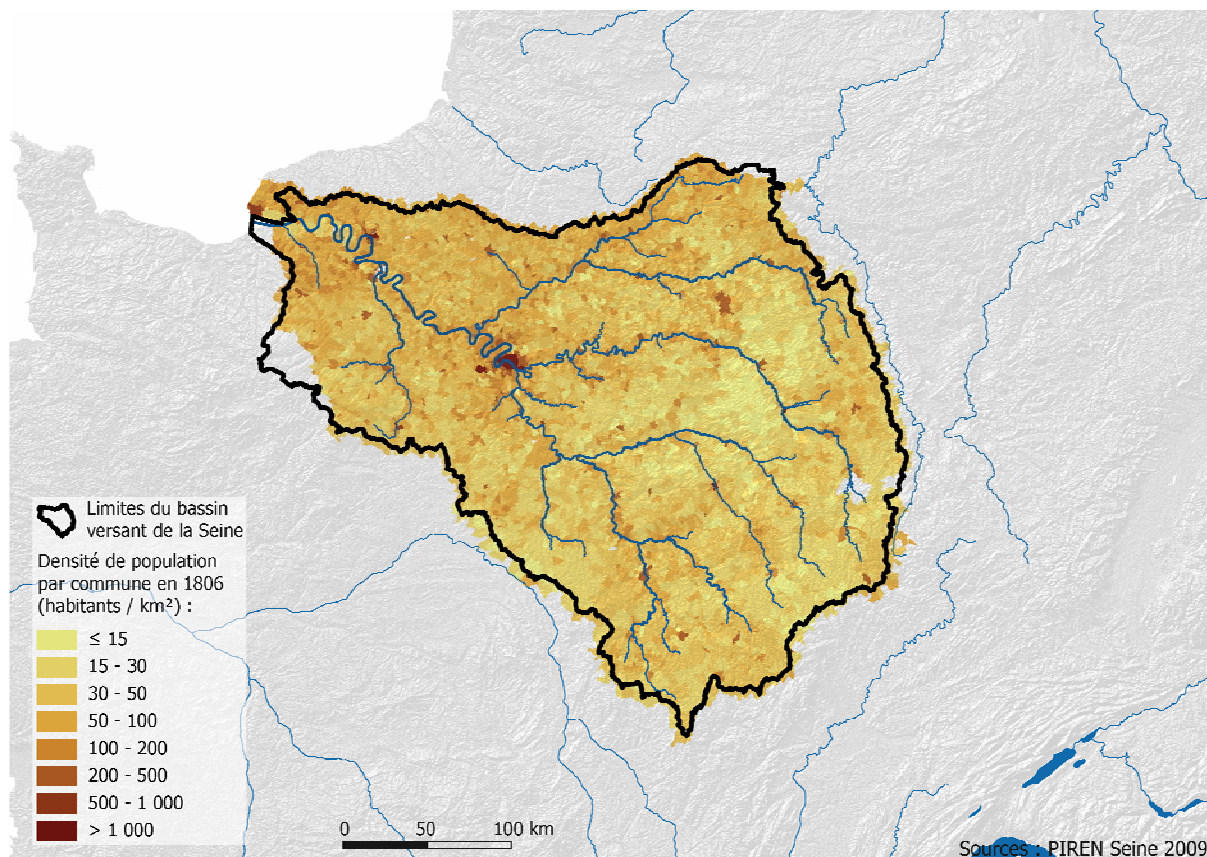 Limites du bassin
versant de la Seine
Densité de population
par commune en 1806
(habitants / km²) :
≤ 15
15 - 30
30 - 50
50 - 100
100 - 200
200 - 500
500 - 1 000
> 1 000
0 50 100 km
Sources : PIREN Seine 2009